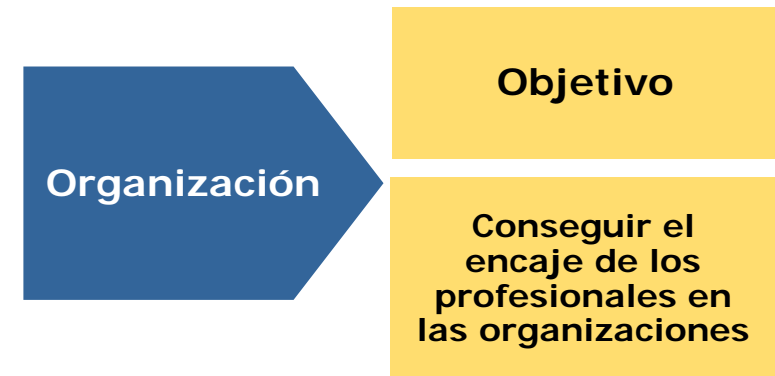 Organización
Objetivo
Conseguir el
encaje de los
profesionales en
las organizaciones